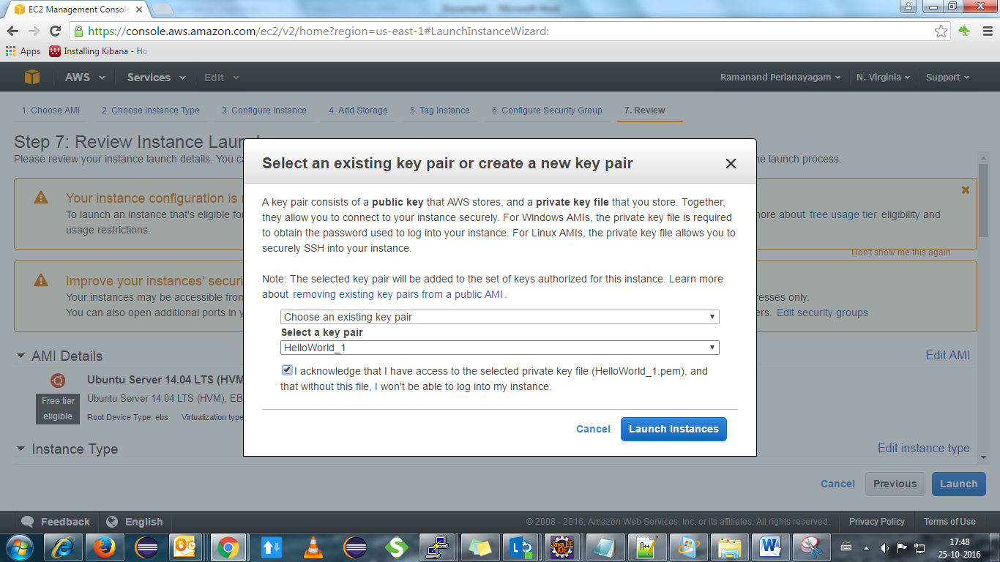 EC2 Management Console
Document1 - Microsoft Word
https://console.aws.amazon.com/ec2/v2/home?region=us-east-1#LaunchInstanceWizard:
Apps Installing Kibana - Ho
AWS Services Edit Ramanand Perianayagam N. Virginia Support
1. Choose AMI 2. Choose Instance Type 3. Configure Instance 4. Add Storage 5. Tag Instance 6. Configure Security Group 7. Review
Step 7: Review Instance Laun
Please review your instance launch details. You ca
he launch process.
Your instance configuration is
To launch an instance that's eligible fo
ore about free usage tier eligibility and
usage restrictions.
Don't show me this again
Improve your instances' securi
Your instances may be accessible from
resses only.
You can also open additional ports in y
ers. Edit security groups
AMI Details
Edit AMI
Ubuntu Server 14.04 LTS (HVM
Free tier
eligible
Ubuntu Server 14.04 LTS (HVM), EB
Root Device Type: ebs Virtualization type
Instance Type
Edit instance type
Select an existing key pair or create a new key pair
A key pair consists of a public key that AWS stores, and a private key file that you store. Together,
they allow you to connect to your instance securely. For Windows AMIs, the private key file is required
to obtain the password used to log into your instance. For Linux AMIs, the private key file allows you to
securely SSH into your instance.
Note: The selected key pair will be added to the set of keys authorized for this instance. Learn more
about removing existing key pairs from a public AMI.
Choose an existing key pair
Select a key pair
HelloWorld_1
I acknowledge that I have access to the selected private key file (HelloWorld_1.pem), and
that without this file, I won't be able to log into my instance.
Cancel Launch Instances
Cancel Previous Launch
Feedback English © 2008 - 2016, Amazon Web Services, Inc. or its affiliates. All rights reserved. Privacy Policy Terms of Use
Java EE
IDE
17:48
25-10-2016